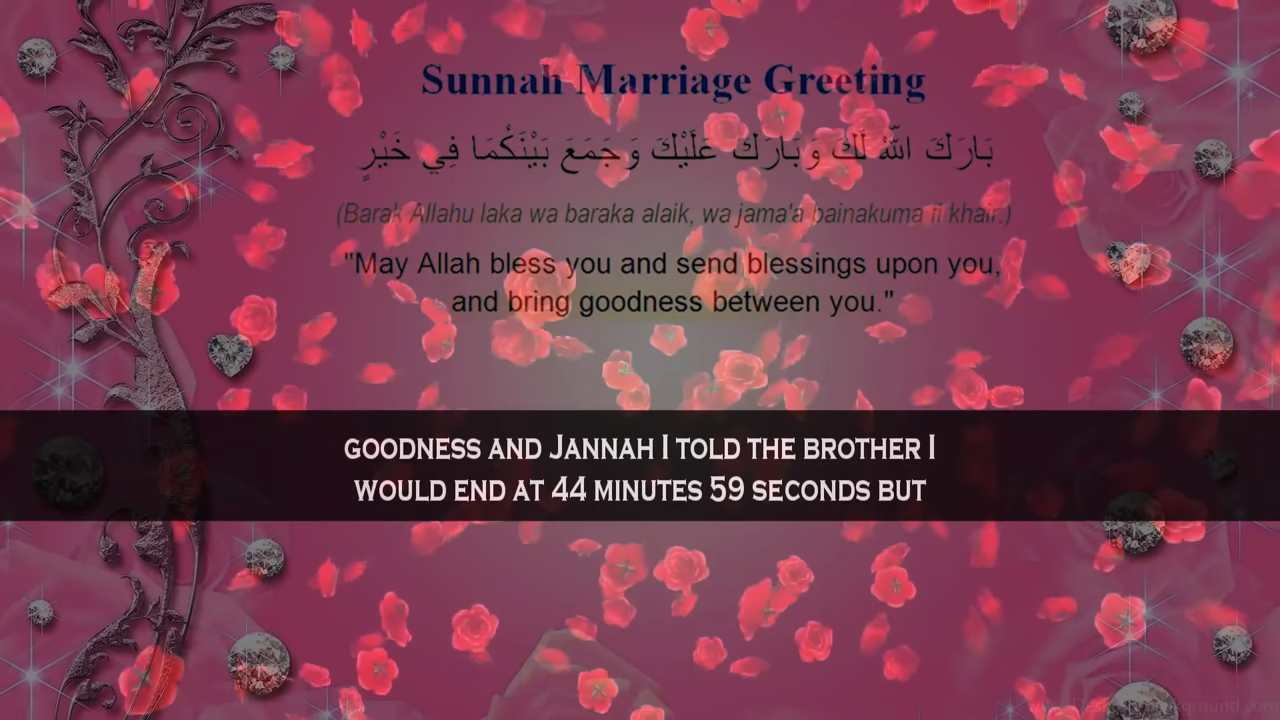 Sunnah Marriage Greeting
بَارَكَ اللهُ لَكَ وَبَارَكَ عَلَيْكَ وَجَمَعَ بَيْنَكُمَا فِي خَيْرٍ
(Barak Allahu laka wa baraka alaik, wa jama'a bainakuma fi khair.)
"May Allah bless you and send blessings upon you,
and bring goodness between you."
GOODNESS AND JANNAH I TOLD THE BROTHER I
WOULD END AT 44 MINUTES 59 SECONDS BUT